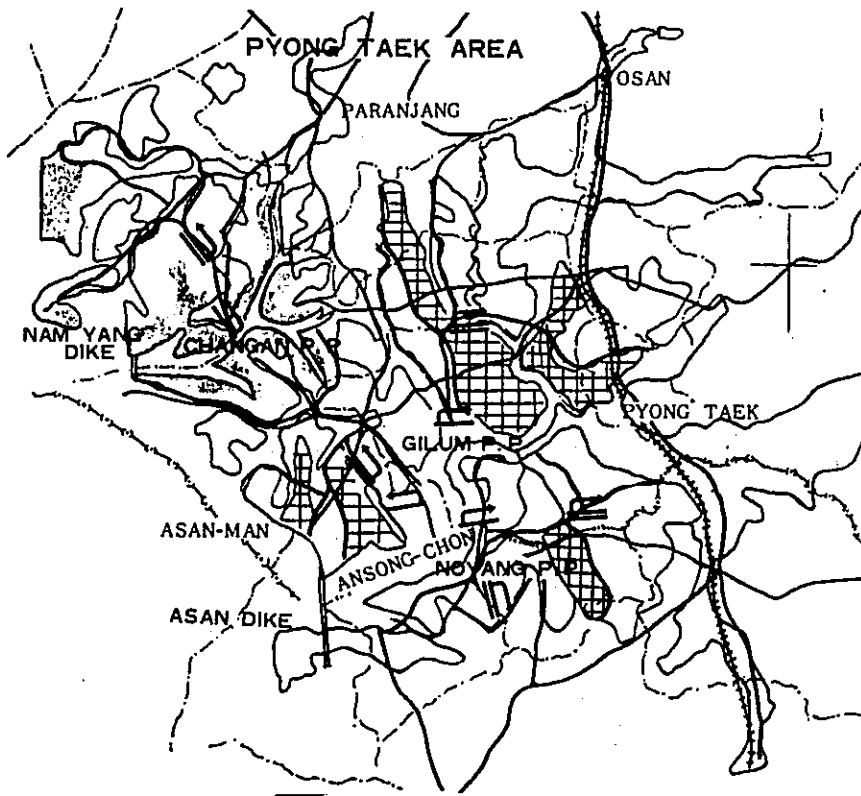 PYONG TAEK AREA
OSAN
PARANJANG
NAM YANG
DIKE
CHANGAN P. P.
PYONG TAEK
GILUM P. P.
ASAN-MAN
ANSONG-CHON
NOYANG P. P.
ASAN DIKE